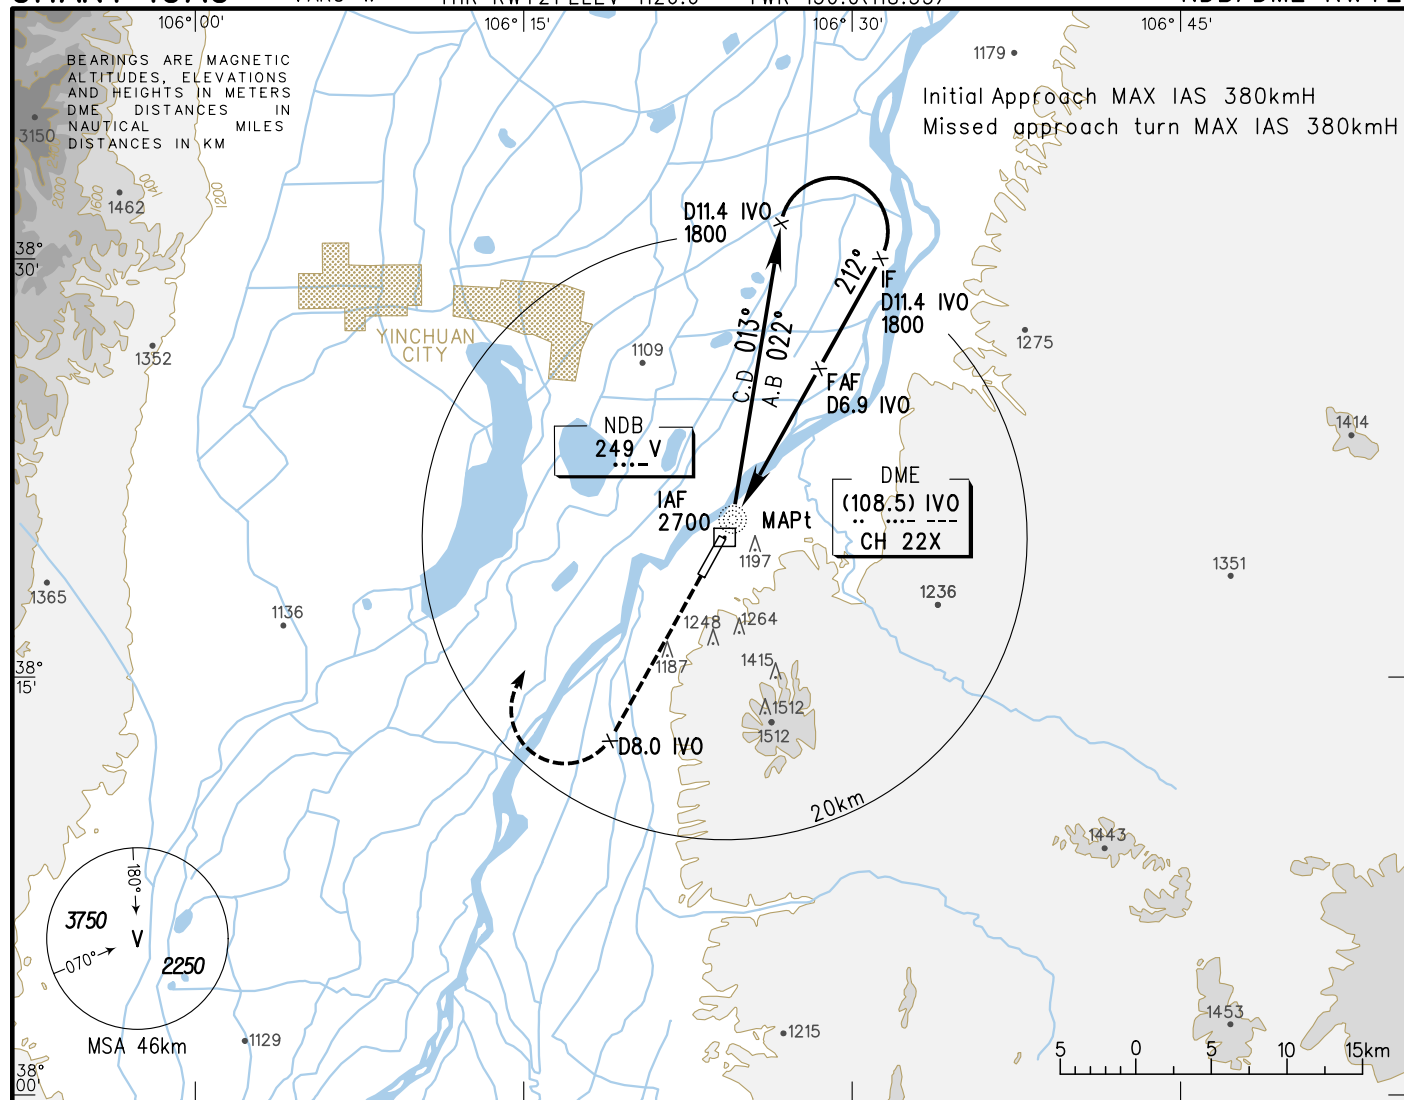 106° 00'
106° 15'
106° 30'
106° 45'
BEARINGS ARE MAGNETIC
ALTITUDES, ELEVATIONS
AND HEIGHTS IN METERS
DME DISTANCES IN
NAUTICAL MILES
DISTANCES IN KM
1179
Initial Approach MAX IAS 380kmH
Missed approach turn MAX IAS 380kmH
3150
2000
1600
1400
1200
1462
D11.4 IVO
1800
38°
30'
212°
IF
D11.4 IVO
1800
YINCHUAN
CITY
1352
1109
C.D 013°
A.B 022°
1275
FAF
D6.9 IVO
1414
NDB
249 V
DME
(108.5) IVO
CH 22X
IAF
2700
MAPt
1197
1351
1365
1136
1236
1248
1264
1187
1415
38°
15'
1512
1512
D8.0 IVO
20km
1443
180°
3750
V
070°
2250
MSA 46km
1129
1215
1453
5 0 5 10 15km
38°
00'